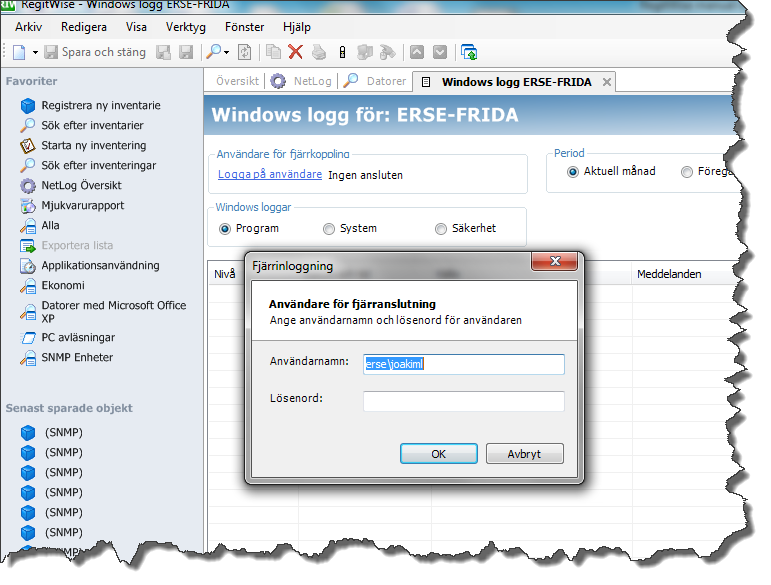 RegitWise - Windows logg ERSE-FRIDA
Arkiv Redigera Visa Verktyg Fönster Hjälp
Spara och stäng
Favoriter
Registrera ny inventarie
Sök efter inventarier
Starta ny inventering
Sök efter inventeringar
NetLog Översikt
Mjukvarurapport
Alla
Exportera lista
Applikationsanvändning
Ekonomi
Datorer med Microsoft Office
XP
PC avläsningar
SNMP Enheter
Senast sparade objekt
(SNMP)
(SNMP)
(SNMP)
(SNMP)
(SNMP)
(SNMP)
(SNMP)
Översikt NetLog Datorer Windows logg ERSE-FRIDA
Windows logg för: ERSE-FRIDA
Användare för fjärrkoppling
Logga på användare Ingen ansluten
Period
Aktuell månad Föreg
Windows loggar
Program System Säkerhet
Nivå Meddelanden
Fjärrinloggning
Användare för fjärranslutning
Ange användarnamn och lösenord för användaren
Användarnamn: erse\joakiml
Lösenord:
OK Avbryt